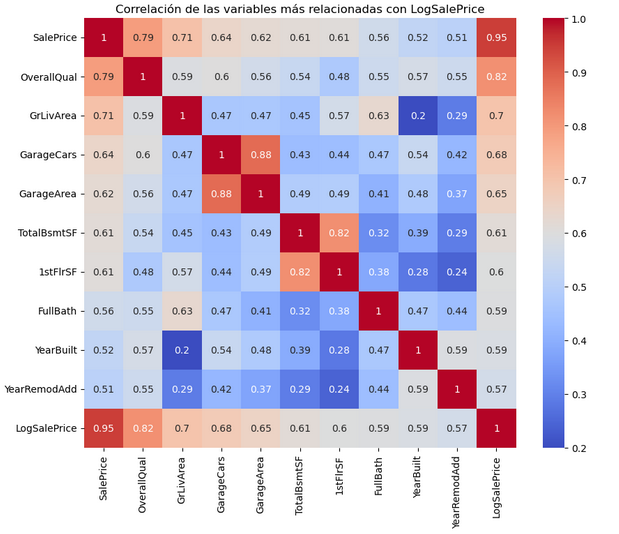 Correlación de las variables más relacionadas con LogSalePrice
SalePrice 1 0.79 0.71 0.64 0.62 0.61 0.61 0.56 0.52 0.51 0.95
OverallQual 0.79 1 0.59 0.6 0.56 0.54 0.48 0.55 0.57 0.55 0.82
GrLivArea 0.71 0.59 1 0.47 0.47 0.45 0.57 0.63 0.2 0.29 0.7
GarageCars 0.64 0.6 0.47 1 0.88 0.43 0.44 0.47 0.54 0.42 0.68
GarageArea 0.62 0.56 0.47 0.88 1 0.49 0.49 0.41 0.48 0.37 0.65
TotalBsmtSF 0.61 0.54 0.45 0.43 0.49 1 0.82 0.32 0.39 0.29 0.61
1stFlrSF 0.61 0.48 0.57 0.44 0.49 0.82 1 0.38 0.28 0.24 0.6
FullBath 0.56 0.55 0.63 0.47 0.41 0.32 0.38 1 0.47 0.44 0.59
YearBuilt 0.52 0.57 0.2 0.54 0.48 0.39 0.28 0.47 1 0.59 0.59
YearRemodAdd 0.51 0.55 0.29 0.42 0.37 0.29 0.24 0.44 0.59 1 0.57
LogSalePrice 0.95 0.82 0.7 0.68 0.65 0.61 0.6 0.59 0.59 0.57 1
SalePrice
OverallQual
GrLivArea
GarageCars
GarageArea
TotalBsmtSF
1stFlrSF
FullBath
YearBuilt
YearRemodAdd
LogSalePrice
1.0
0.9
0.8
0.7
0.6
0.5
0.4
0.3
0.2